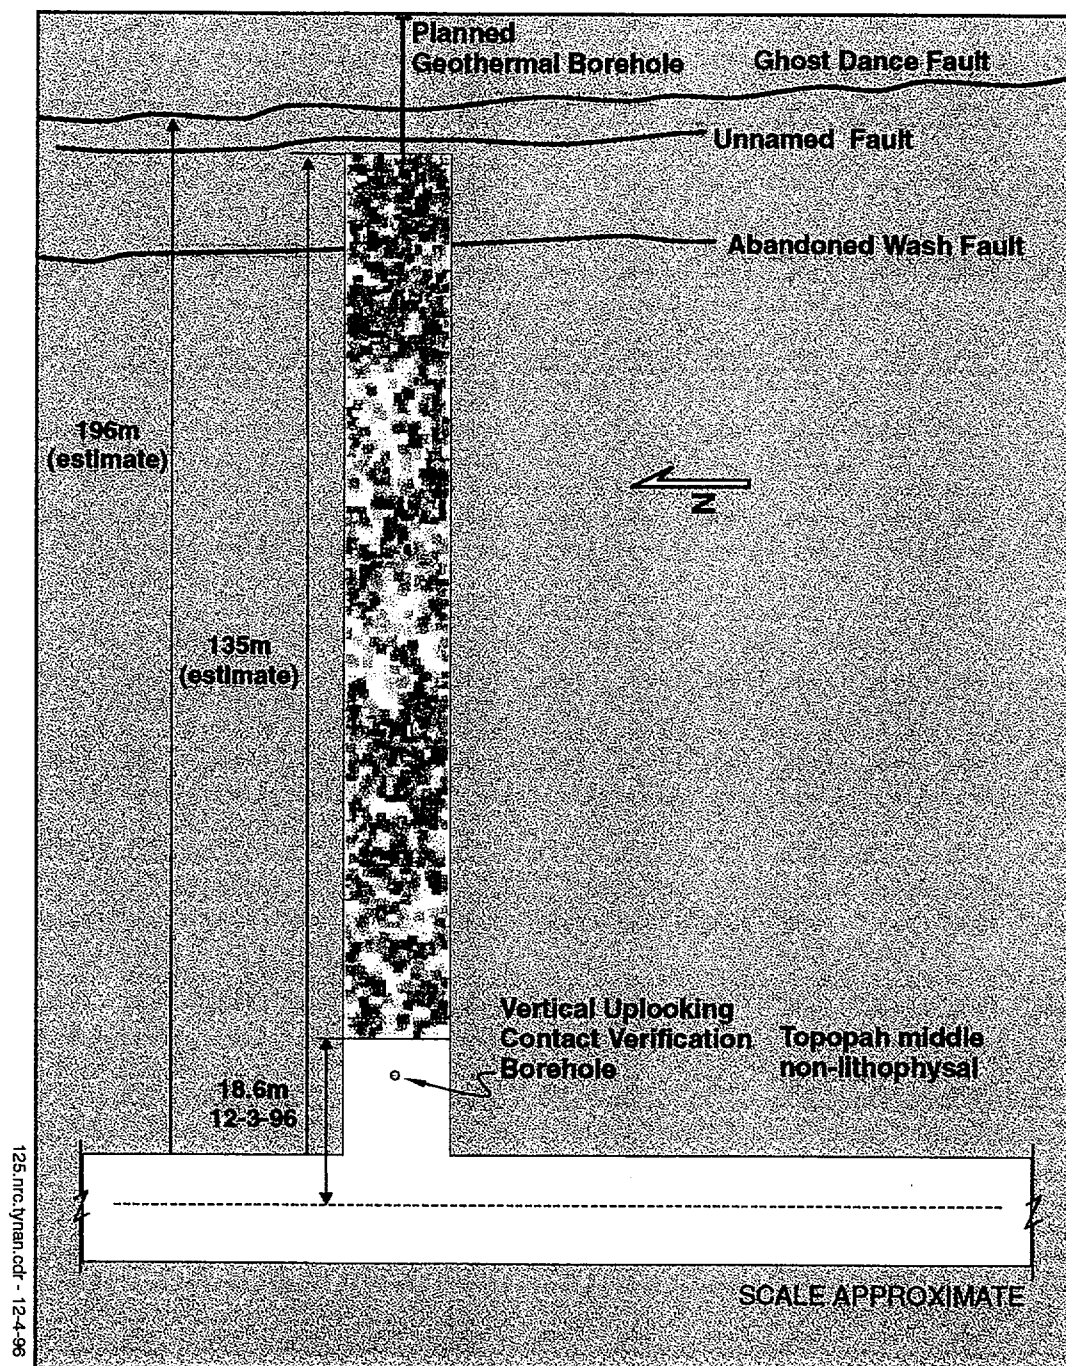 Planned
Geothermal Borehole
Ghost Dance Fault
Unnamed Fault
Abandoned Wash Fault
196m
(estimate)
N
135m
(estimate)
Vertical Uplooking
Contact Verification
Borehole
Topopah middle
non-lithophysal
18.6m
12-3-96
SCALE APPROXIMATE
125.nrc.tynan.cdr - 12-4-96